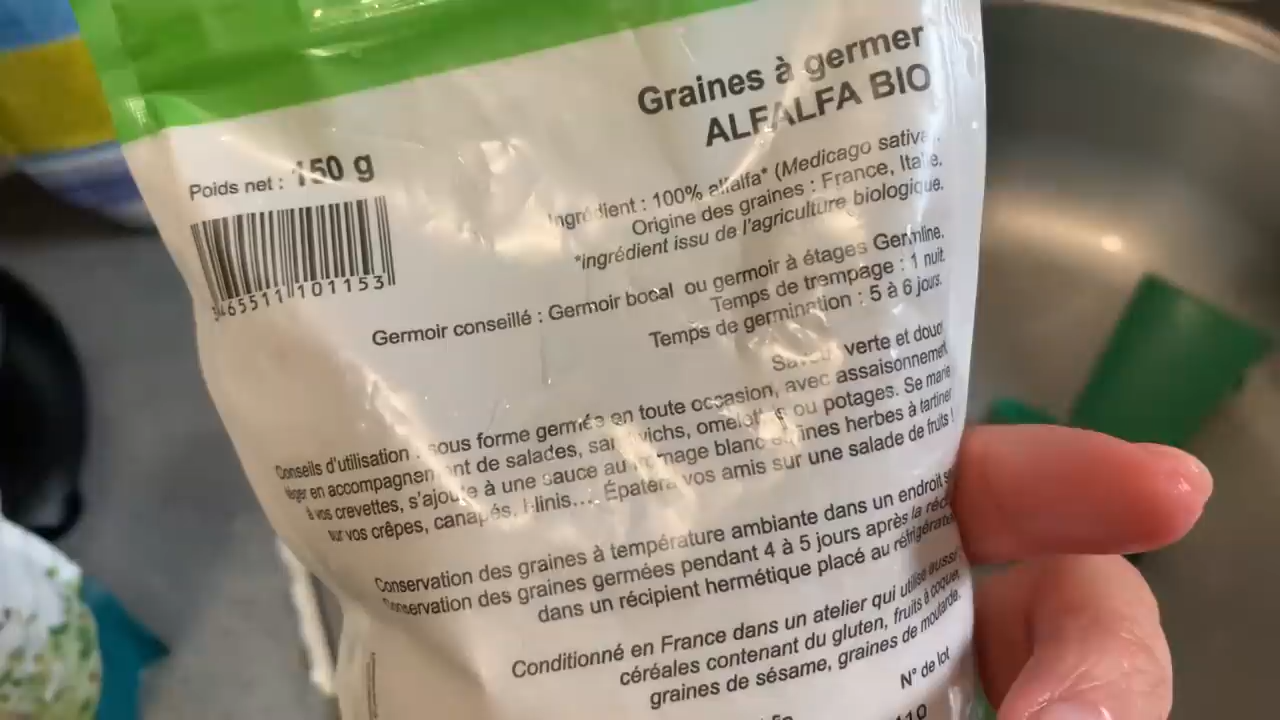 Graines à germer
ALFALFA BIO
Poids net : 150 g
3465511101153
Ingrédient : 100% alfalfa* (Medicago sativa
Origine des graines : France, Italie.
*ingrédient issu de l'agriculture biologique.
Germoir conseillé : Germoir bocal ou germoir à étages Germline.
Temps de trempage : 1 nuit.
Temps de germination : 5 à 6 jours.
verte et douce
Conseils d'utilisation : sous forme germée en toute occasion, avec assaisonnement
léger en accompagnement de salades, sandwichs, omelettes ou potages. Se marie
à vos crevettes, s'ajoute à une sauce au fromage blanc et fines herbes à tartiner
sur vos crêpes, canapés, blinis.... Épatera vos amis sur une salade de fruits !
Conservation des graines à température ambiante dans un endroit
Conservation des graines germées pendant 4 à 5 jours après la
dans un récipient hermétique placé au
Conditionné en France dans un atelier qui utilise aussi
céréales contenant du gluten, fruits à coque,
graines de sésame, graines de moutarde.
N° de lot